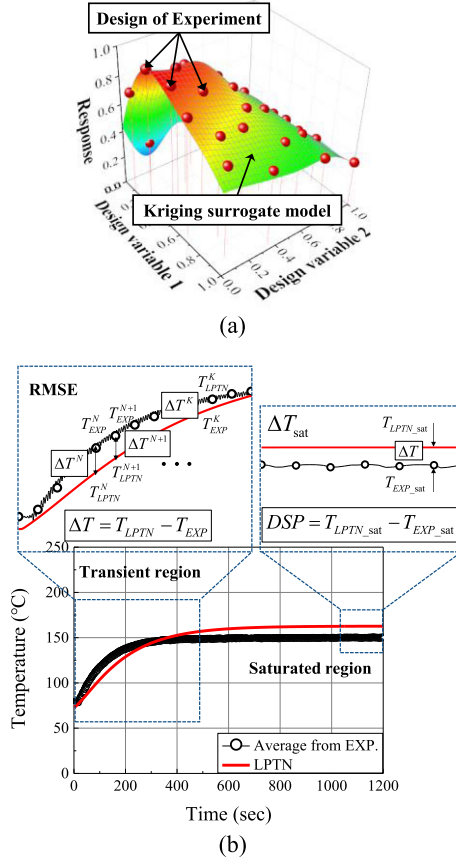 Design of Experiment
Response
1.0
0.8
0.6
0.4
0.2
0.0
Kriging surrogate model
Design variable 1
0.2
0.4
0.6
0.8
1.0
Design variable 2
0.0
0.2
0.4
0.6
0.8
1.0
(a)
RMSE
T_EXP^N
T_EXP^{N+1}
ΔT^K
T_LPTN^K
T_EXP^K
ΔT^N
ΔT^{N+1}
T_LPTN^N
T_LPTN^{N+1}
• • •
ΔT = T_LPTN − T_EXP
ΔT_sat
T_LPTN_sat
ΔT
T_EXP_sat
DSP = T_LPTN_sat − T_EXP_sat
Temperature (°C)
250
200
150
100
50
0
Transient region
Saturated region
Average from EXP.
LPTN
0 200 400 600 800 1000 1200
Time (sec)
(b)